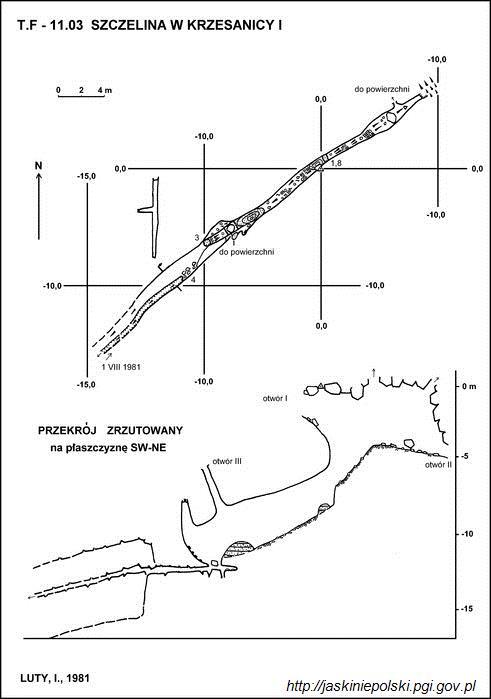 T.F - 11.03 SZCZELINA W KRZESANICY I
0 2 4 m
-10,0
do powierzchni
0,0
-10,0
N
-15,0
0,0
1,8
0,0
-10,0
3
do powierzchni
4
-10,0
-10,0
0,0
1 VIII 1981
-15,0
-10,0
0 m
otwór I
PRZEKRÓJ ZRZUTOWANY
na płaszczyznę SW-NE
otwór III
-5
otwór II
-10
-15
LUTY, I., 1981
http://jaskiniepolski.pgi.gov.pl